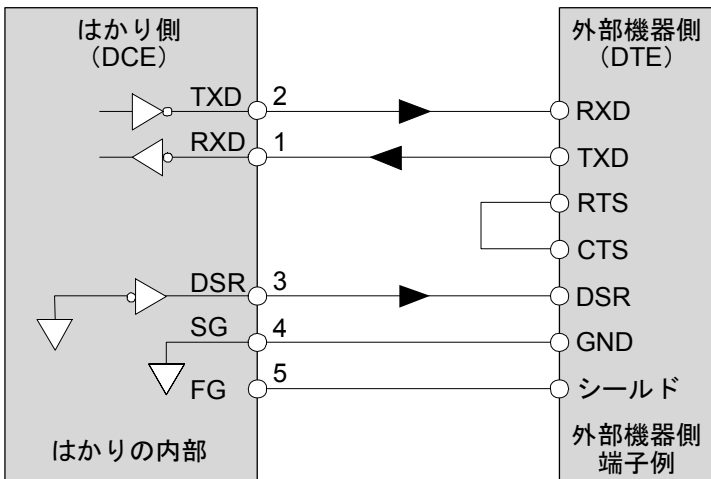 はかり側
（DCE）
外部機器側
（DTE）
TXD 2 RXD
RXD 1 TXD
RTS
CTS
DSR 3 DSR
SG 4 GND
FG 5 シールド
はかりの内部
外部機器側
端子例